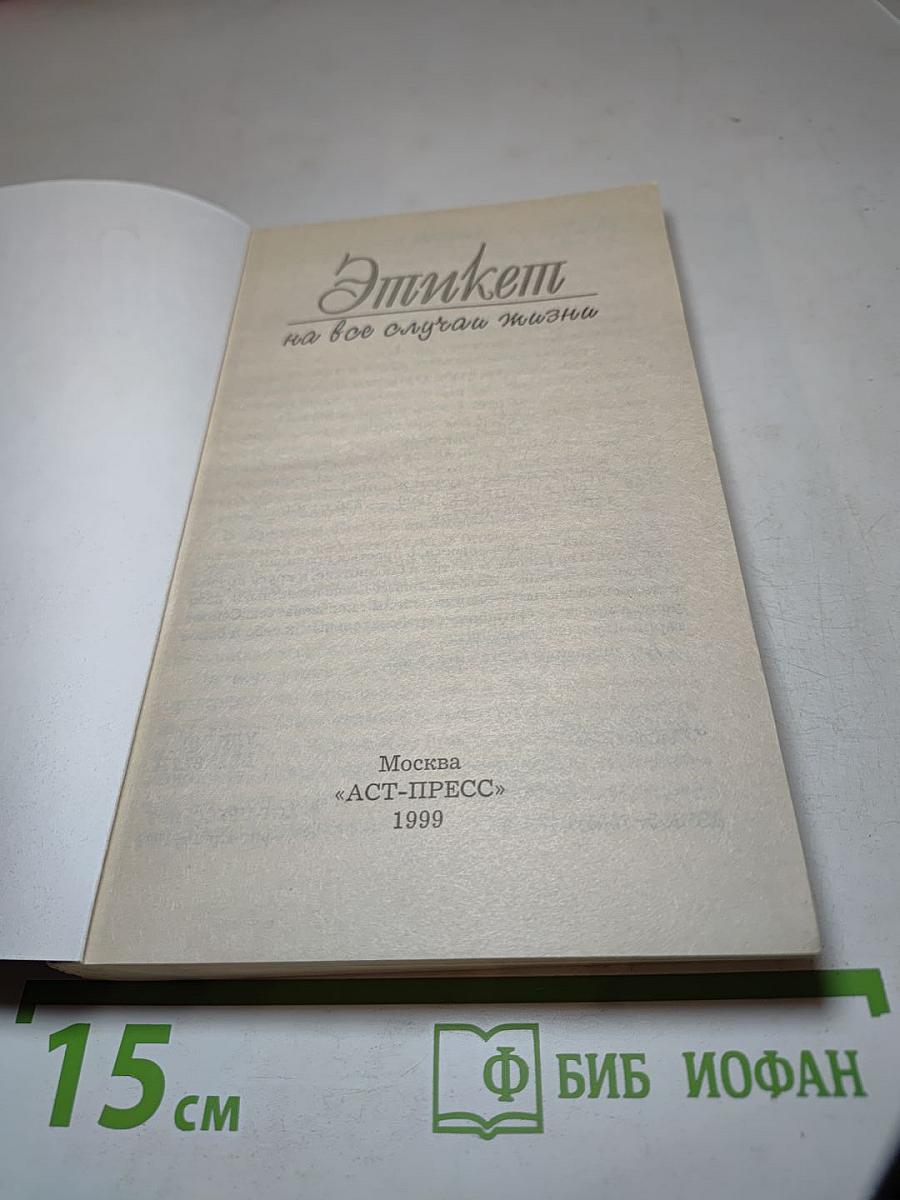 Этикет
на все случаи жизни
Москва
«АСТ-ПРЕСС»
1999
15 см
Ф БИБ ИОФАН